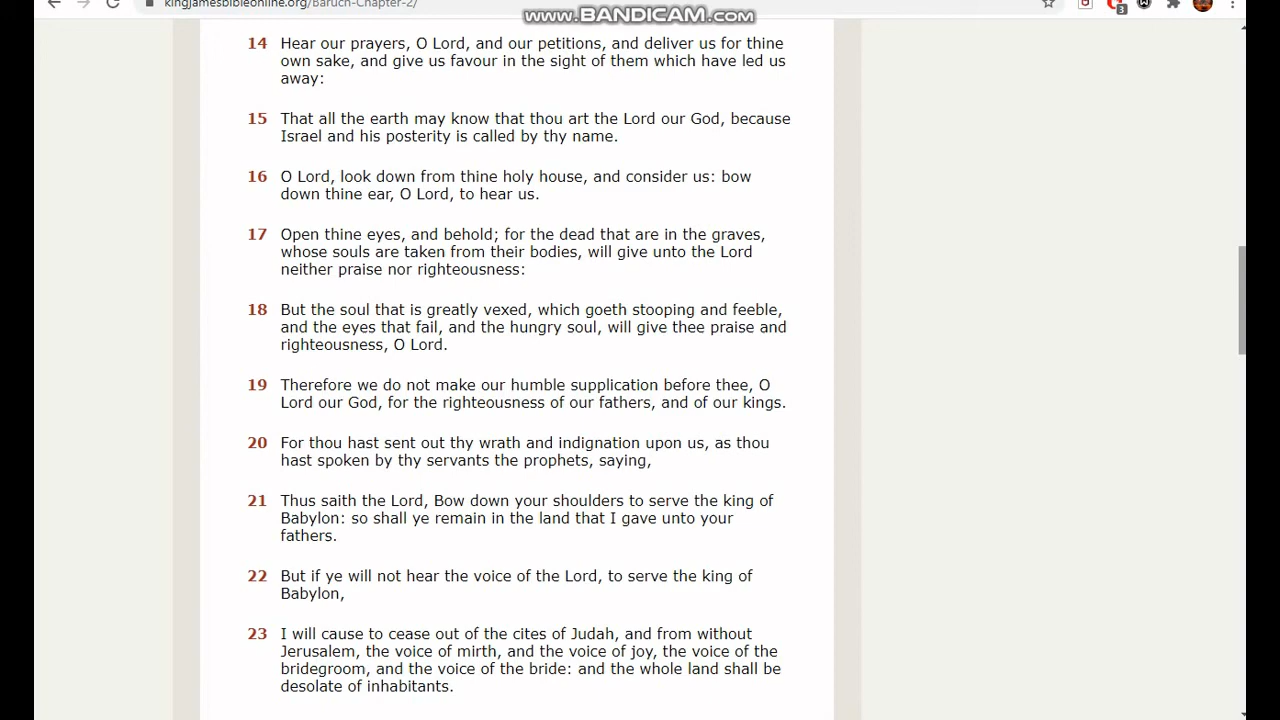 kingjamesbibleonline.org/Baruch-Chapter-2/
www.BANDICAM.com
3
14 Hear our prayers, O Lord, and our petitions, and deliver us for thine
own sake, and give us favour in the sight of them which have led us
away:
15 That all the earth may know that thou art the Lord our God, because
Israel and his posterity is called by thy name.
16 O Lord, look down from thine holy house, and consider us: bow
down thine ear, O Lord, to hear us.
17 Open thine eyes, and behold; for the dead that are in the graves,
whose souls are taken from their bodies, will give unto the Lord
neither praise nor righteousness:
18 But the soul that is greatly vexed, which goeth stooping and feeble,
and the eyes that fail, and the hungry soul, will give thee praise and
righteousness, O Lord.
19 Therefore we do not make our humble supplication before thee, O
Lord our God, for the righteousness of our fathers, and of our kings.
20 For thou hast sent out thy wrath and indignation upon us, as thou
hast spoken by thy servants the prophets, saying,
21 Thus saith the Lord, Bow down your shoulders to serve the king of
Babylon: so shall ye remain in the land that I gave unto your
fathers.
22 But if ye will not hear the voice of the Lord, to serve the king of
Babylon,
23 I will cause to cease out of the cites of Judah, and from without
Jerusalem, the voice of mirth, and the voice of joy, the voice of the
bridegroom, and the voice of the bride: and the whole land shall be
desolate of inhabitants.